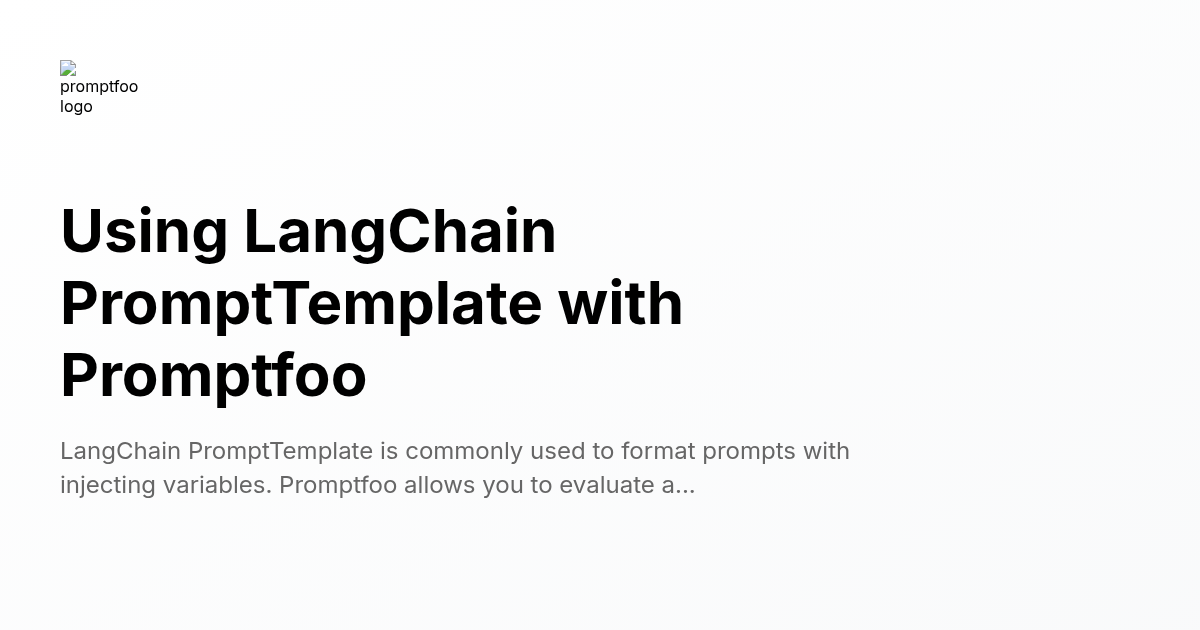 promptfoo
logo
Using LangChain
PromptTemplate with
Promptfoo
LangChain PromptTemplate is commonly used to format prompts with
injecting variables. Promptfoo allows you to evaluate a...